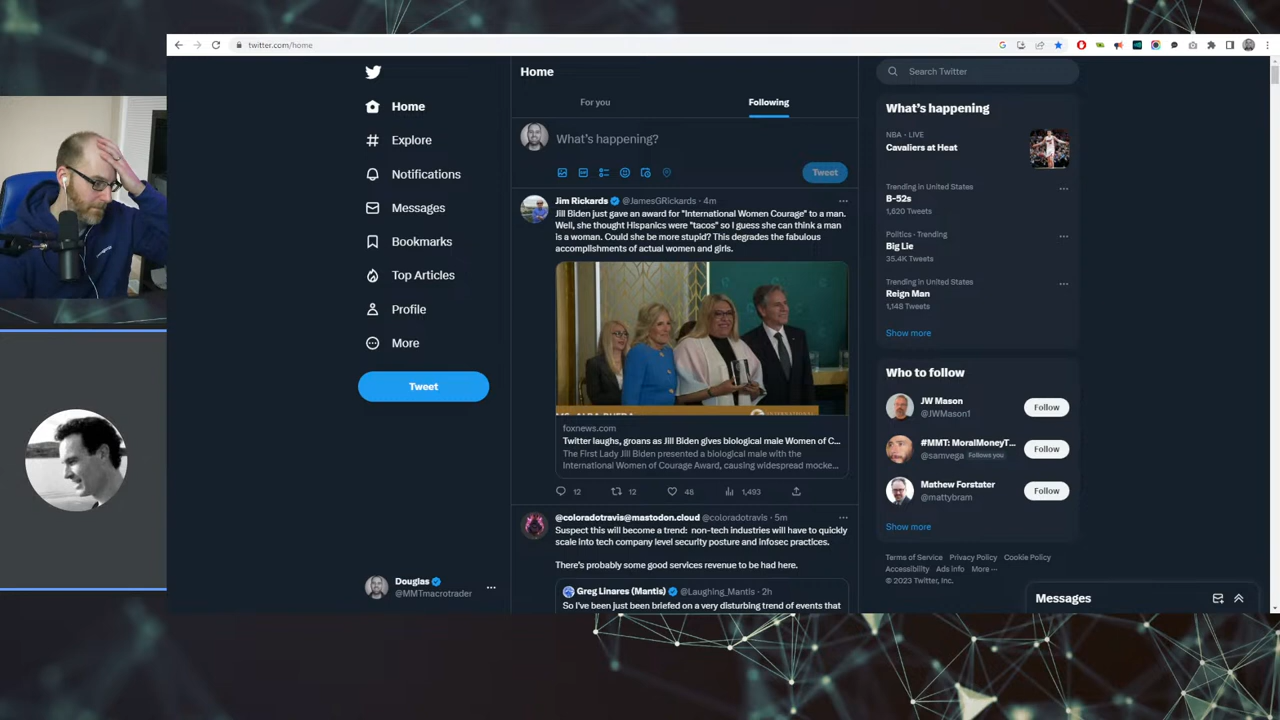 twitter.com/home
Home
Explore
Notifications
Messages
Bookmarks
Top Articles
Profile
More
Tweet
Douglas
@MMTmacrotrader
Home
For you
Following
What's happening?
Tweet
Jim Rickards @JamesGRickards · 4m
Jill Biden just gave an award for "International Women Courage" to a man.
Well, she thought Hispanics were "tacos" so I guess she can think a man
is a woman. Could she be more stupid? This degrades the fabulous
accomplishments of actual women and girls.
MS. ALBA RUEDA
foxnews.com
Twitter laughs, groans as Jill Biden gives biological male Women of C...
The First Lady Jill Biden presented a biological male with the
International Women of Courage Award, causing widespread mocke...
12 12 48 1,493
@coloradotravis@mastodon.cloud @coloradotravis · 5m
Suspect this will become a trend: non-tech industries will have to quickly
scale into tech company level security posture and infosec practices.
There's probably some good services revenue to be had here.
Greg Linares (Mantis) @Laughing_Mantis · 2h
So I've been just been briefed on a very disturbing trend of events that
Search Twitter
What's happening
NBA · LIVE
Cavaliers at Heat
Trending in United States
B-52s
1,620 Tweets
Politics · Trending
Big Lie
35.4K Tweets
Trending in United States
Reign Man
1,148 Tweets
Show more
Who to follow
JW Mason
@JWMason1
Follow
#MMT: MoralMoneyT...
@samvega Follows you
Follow
Mathew Forstater
@mattybram
Follow
Show more
Terms of Service Privacy Policy Cookie Policy
Accessibility Ads info More ...
© 2023 Twitter, Inc.
Messages